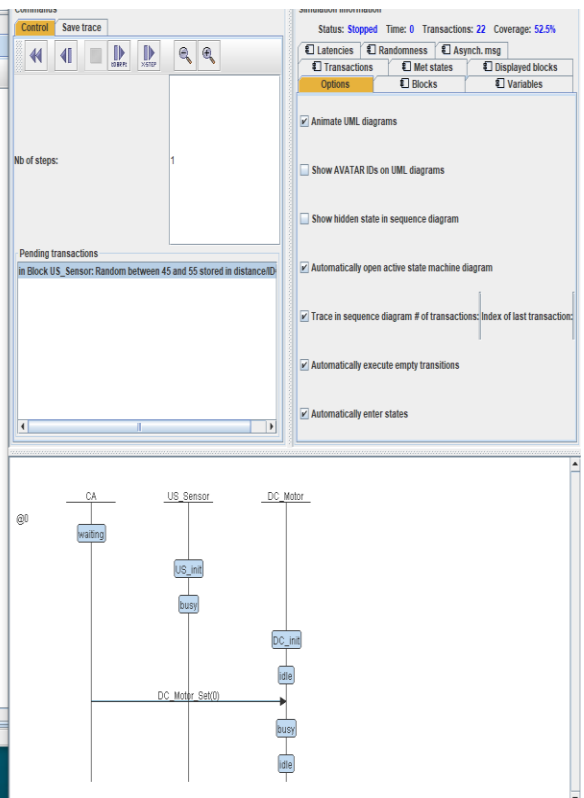 Commands
Control Save trace
Nb of steps: 1
Pending transactions
in Block US_Sensor: Random between 45 and 55 stored in distance/ID
Simulation information
Status: Stopped Time: 0 Transactions: 22 Coverage: 52.5%
Latencies Randomness Asynch. msg
Transactions Met states Displayed blocks
Options Blocks Variables
Animate UML diagrams
Show AVATAR IDs on UML diagrams
Show hidden state in sequence diagram
Automatically open active state machine diagram
Trace in sequence diagram # of transactions: Index of last transaction:
Automatically execute empty transitions
Automatically enter states
CA US_Sensor DC_Motor
@0
waiting
US_init
busy
DC_init
idle
DC_Motor_Set(0)
busy
idle